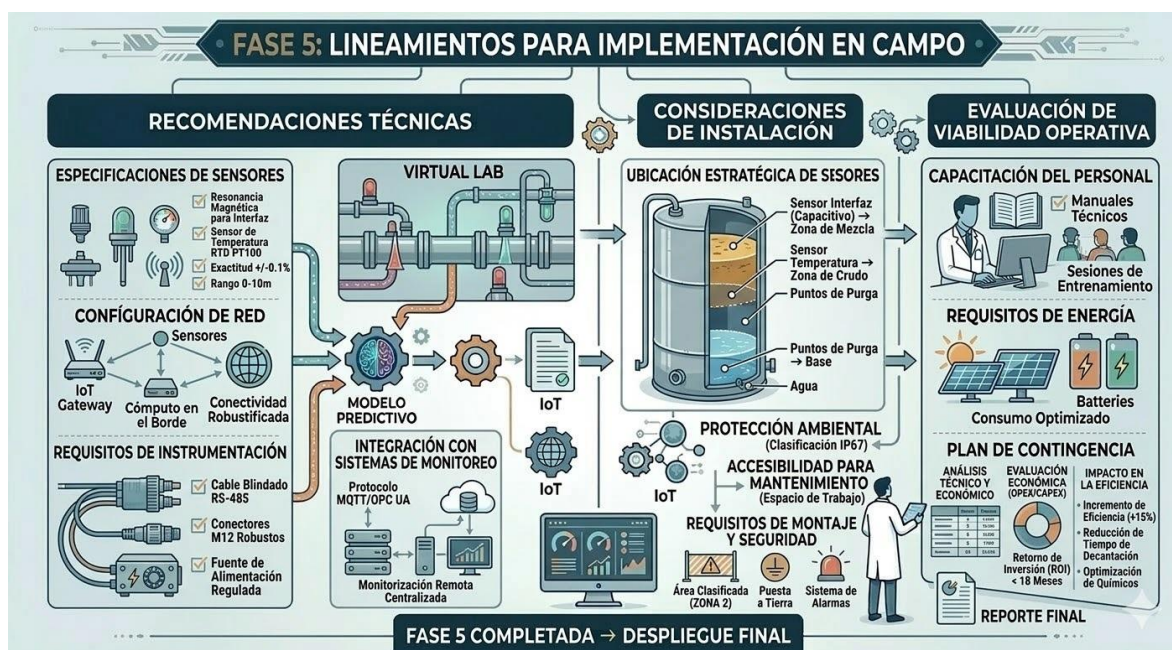 FASE 5: LINEAMIENTOS PARA IMPLEMENTACIÓN EN CAMPO
RECOMENDACIONES TÉCNICAS
ESPECIFICACIONES DE SENSORES
Resonancia
Magnética
para Interfaz
Sensor de
Temperatura
RTD PT100
Exactitud +/-0.1%
Rango 0-10m
CONFÍGURACIÓN DE RED
Sensores
IoT
Gateway
Cómputo en
el Borde
Conectividad
Robustificada
REQUISITOS DE INSTRUMENTACIÓN
Cable Blindado
RS-485
Conectores
M12 Robustos
Fuente de
Alimentación
Regulada
VIRTUAL LAB
MODELO
PREDICTIVO
IoT
IoT
INTEGRACIÓN CON
SISTEMAS DE MONITOREO
Protocolo
MQTT/OPC UA
Monitorización Remota
Centralizada
CONSIDERACIONES
DE INSTALACIÓN
UBICACIÓN ESTRATÉGICA DE SESORES
Sensor Interfaz
(Capacitivo) →
Zona de Mezcla
Sensor
Temperatura →
Zona de Crudo
Puntos de Purga
Puntos de Purga
→ Base
Agua
IoT
PROTECCIÓN AMBIENTAL
(Clasificación IP67)
ACCESIBILIDAD PARA
MANTENIMIENTO
(Espacio de Trabajo)
REQUISITOS DE MONTAJE
Y SEGURIDAD
Área Clasificada
(ZONA 2)
Puesta
a Tierra
Sistema de
Alarmas
EVALUACIÓN DE
VIABILIDAD OPERATIVA
CAPACITACIÓN DEL PERSONAL
Manuales
Técnicos
Sesiones de
Entrenamiento
REQUISITOS DE ENERGÍA
Batteries
Consumo Optimizado
PLAN DE CONTINGENCIA
ANÁLISIS
TÉCNICO Y
ECONÓMICO
EVALUACIÓN
ECONÓMICA
(OPEX/CAPEX)
Retorno de
Inversión (ROI)
< 18 Meses
IMPACTO EN
LA EFICIENCIA
• Incremento de
Eficiencia (+15%)
• Reducción de
Tiempo de
Decantación
• Optimización
de Químicos
REPORTE FINAL
FASE 5 COMPLETADA → DESPLIEGUE FINAL